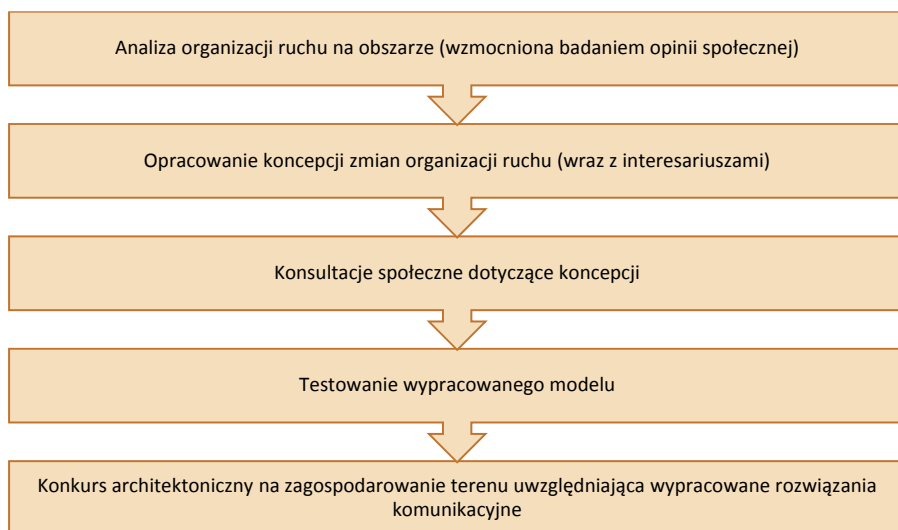 Analiza organizacji ruchu na obszarze (wzmocniona badaniem opinii społecznej)
Opracowanie koncepcji zmian organizacji ruchu (wraz z interesariuszami)
Konsultacje społeczne dotyczące koncepcji
Testowanie wypracowanego modelu
Konkurs architektoniczny na zagospodarowanie terenu uwzględniająca wypracowane rozwiązania
komunikacyjne